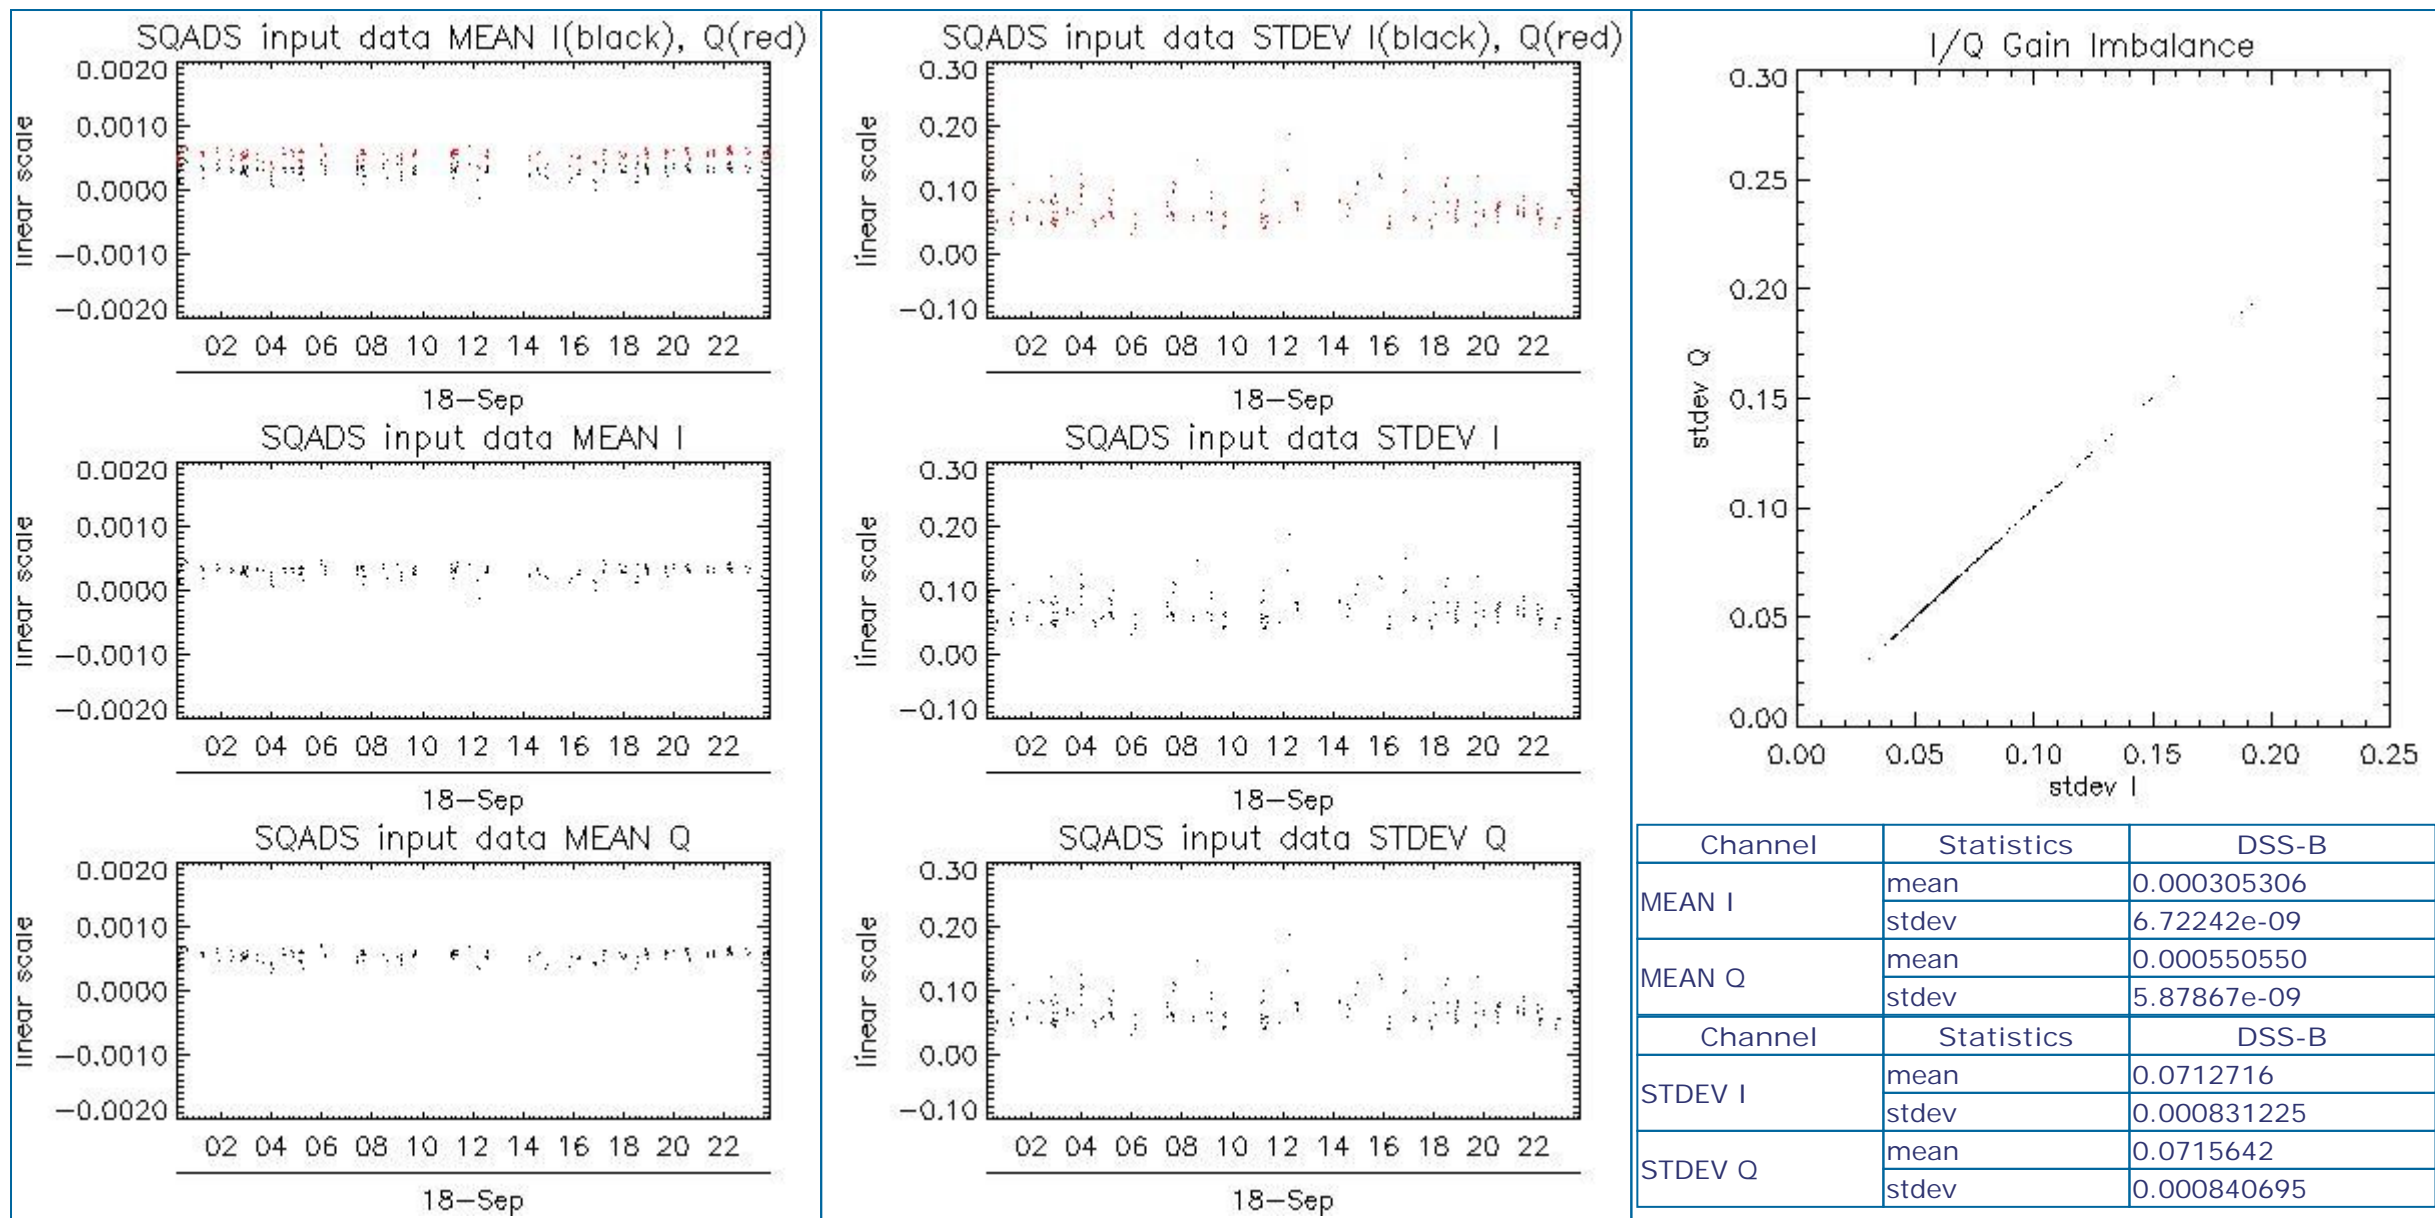 SQADS input data MEAN I(black), Q(red)
linear scale
0.0020
0.0010
0.0000
−0.0010
−0.0020
02 04 06 08 10 12 14 16 18 20 22
18−Sep
SQADS input data MEAN I
linear scale
0.0020
0.0010
0.0000
−0.0010
−0.0020
02 04 06 08 10 12 14 16 18 20 22
18−Sep
SQADS input data MEAN Q
linear scale
0.0020
0.0010
0.0000
−0.0010
−0.0020
02 04 06 08 10 12 14 16 18 20 22
18−Sep
SQADS input data STDEV I(black), Q(red)
linear scale
0.30
0.20
0.10
0.00
−0.10
02 04 06 08 10 12 14 16 18 20 22
18−Sep
SQADS input data STDEV I
linear scale
0.30
0.20
0.10
0.00
−0.10
02 04 06 08 10 12 14 16 18 20 22
18−Sep
SQADS input data STDEV Q
linear scale
0.30
0.20
0.10
0.00
−0.10
02 04 06 08 10 12 14 16 18 20 22
18−Sep
I/Q Gain Imbalance
stdev Q
0.30
0.25
0.20
0.15
0.10
0.05
0.00
0.00 0.05 0.10 0.15 0.20 0.25
stdev I
Channel Statistics DSS-B
MEAN I mean 0.000305306
stdev 6.72242e-09
MEAN Q mean 0.000550550
stdev 5.87867e-09
Channel Statistics DSS-B
STDEV I mean 0.0712716
stdev 0.000831225
STDEV Q mean 0.0715642
stdev 0.000840695